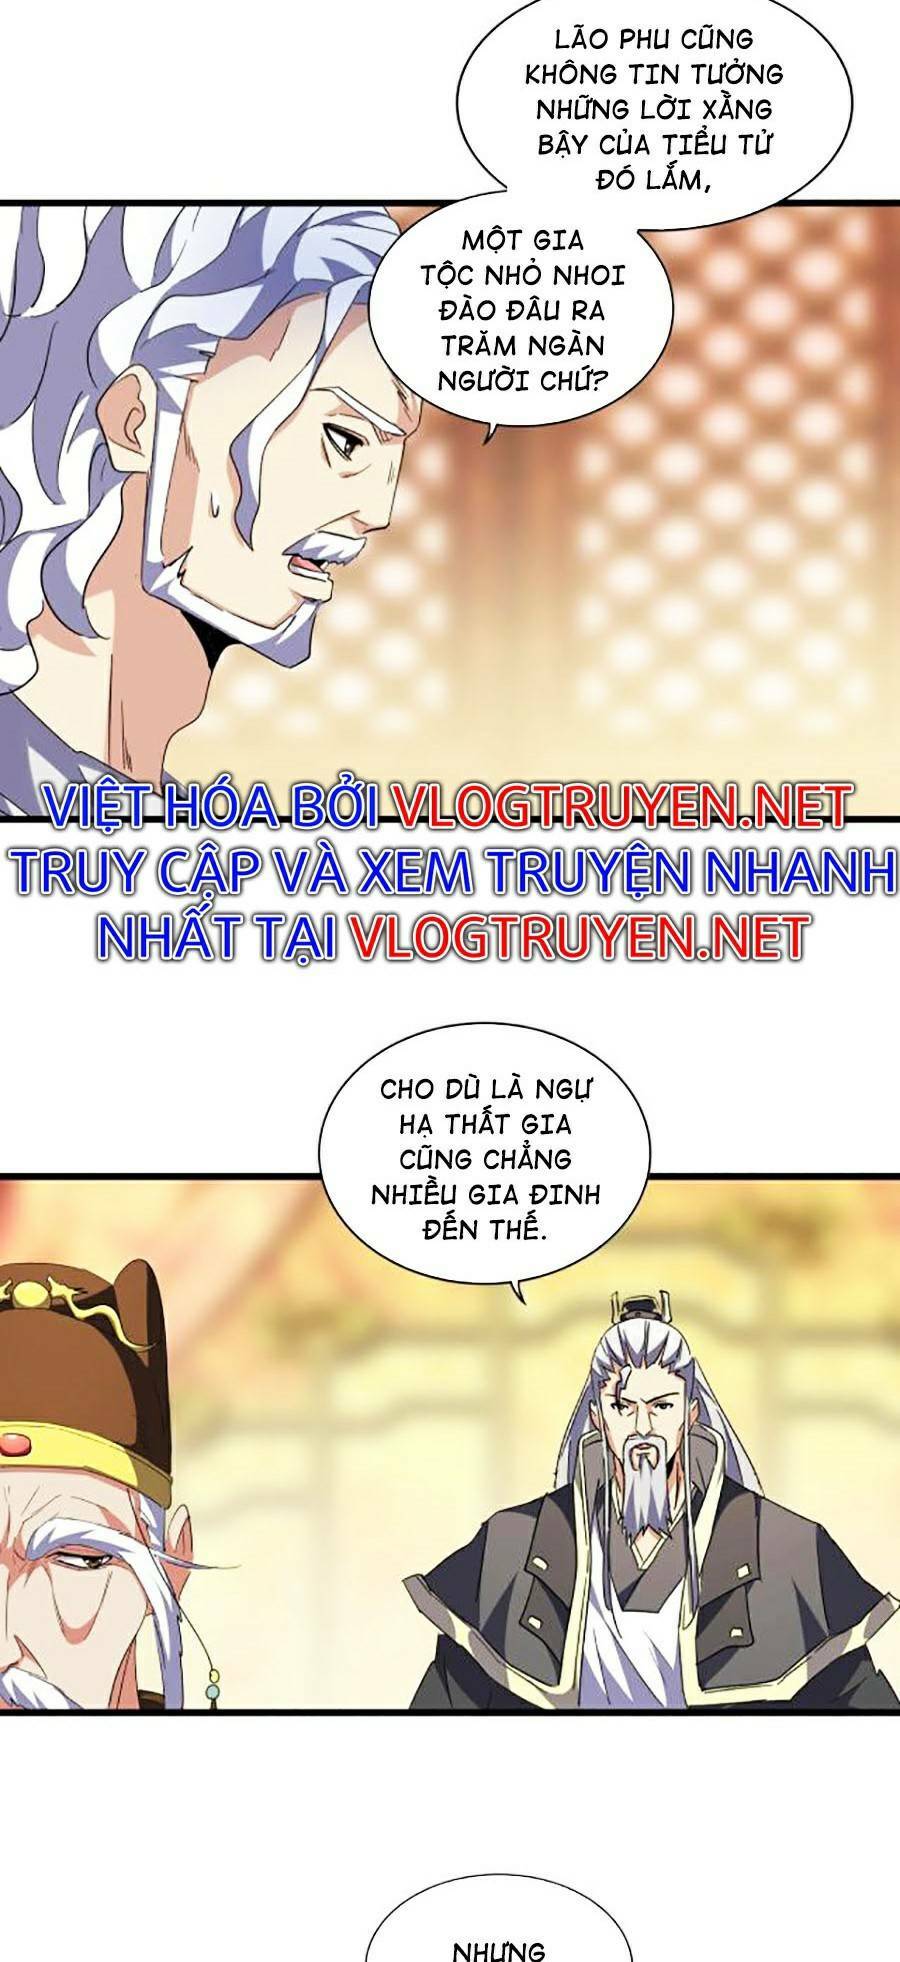 LÃO PHU CŨNG
KHÔNG TIN TƯỞNG
NHỮNG LỜI XẰNG
BẬY CỦA TIỂU TỬ
ĐÓ LẮM,
MỘT GIA
TỘC NHỎ NHOI
ĐÀO ĐÂU RA
TRĂM NGÀN
NGƯỜI CHỨ?
VIỆT HÓA BỞI VLOGTRUYEN.NET
TRUY CẬP VÀ XEM TRUYỆN NHANH
NHẤT TẠI VLOGTRUYEN.NET
CHO DÙ LÀ NGỰ
HẠ THẤT GIA
CŨNG CHẲNG
NHIỀU GIA ĐINH
ĐẾN THẾ.
NHƯNG